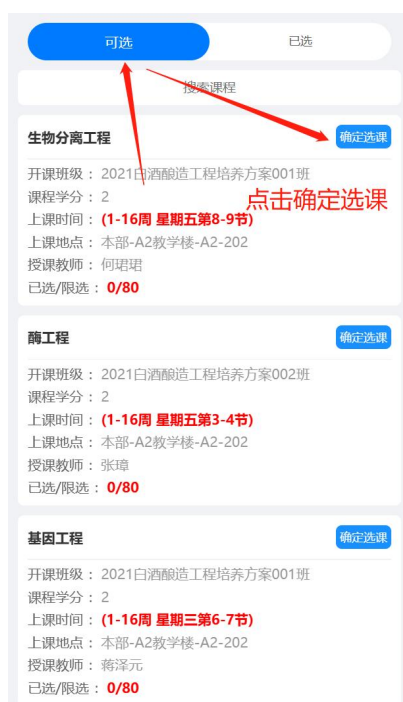 可选
已选
搜索课程
生物分离工程
确定选课
开课班级： 2021白酒酿造工程培养方案001班
课程学分： 2
点击确定选课
上课时间： (1-16周 星期五第8-9节)
上课地点： 本部-A2教学楼-A2-202
授课教师： 何珺珺
已选/限选： 0/80
酶工程
确定选课
开课班级： 2021白酒酿造工程培养方案002班
课程学分： 2
上课时间： (1-16周 星期五第3-4节)
上课地点： 本部-A2教学楼-A2-202
授课教师： 张璋
已选/限选： 0/80
基因工程
确定选课
开课班级： 2021白酒酿造工程培养方案001班
课程学分： 2
上课时间： (1-16周 星期三第6-7节)
上课地点： 本部-A2教学楼-A2-202
授课教师： 蒋泽元
已选/限选： 0/80